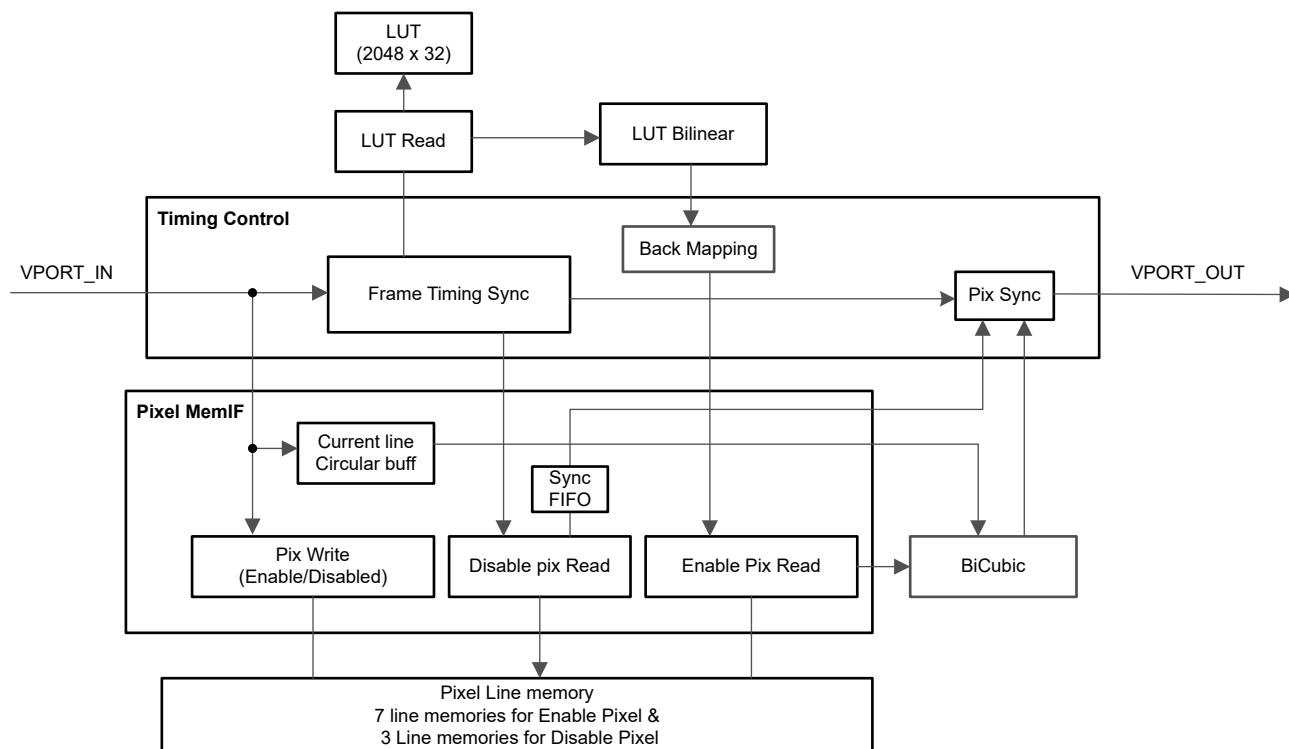 LUT
(2048 x 32)
LUT Read
LUT Bilinear
Timing Control
Back Mapping
VPORT_IN
Frame Timing Sync
Pix Sync
VPORT_OUT
Pixel MemIF
Current line
Circular buff
Sync
FIFO
Pix Write
(Enable/Disabled)
Disable pix Read
Enable Pix Read
BiCubic
Pixel Line memory
7 line memories for Enable Pixel &
3 Line memories for Disable Pixel